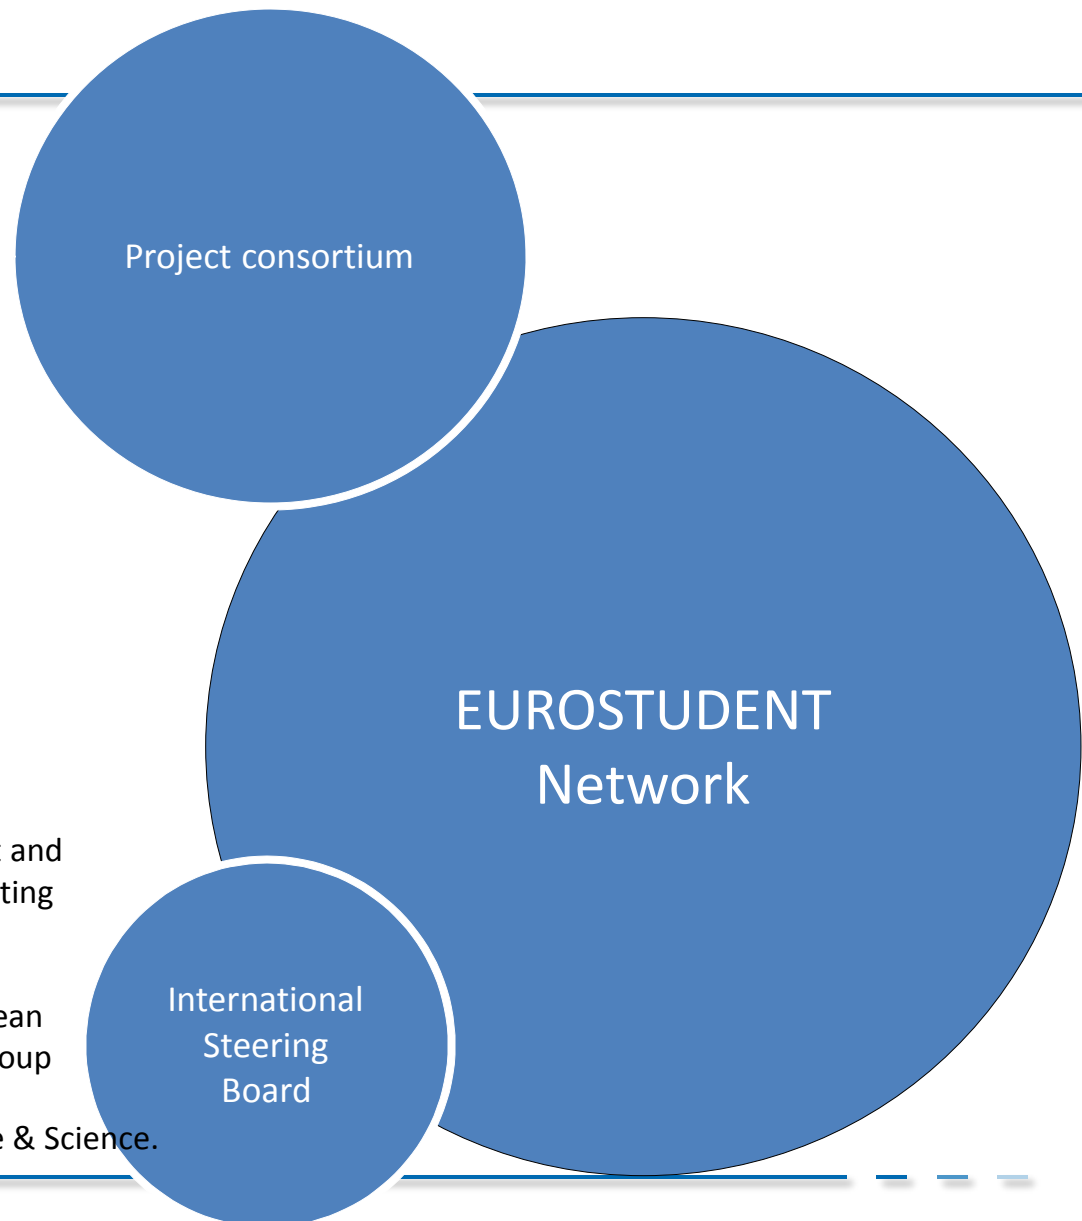 Project consortium
EUROSTUDENT
Network
and
ting
International
Steering
Board
ean
oup
& Science.